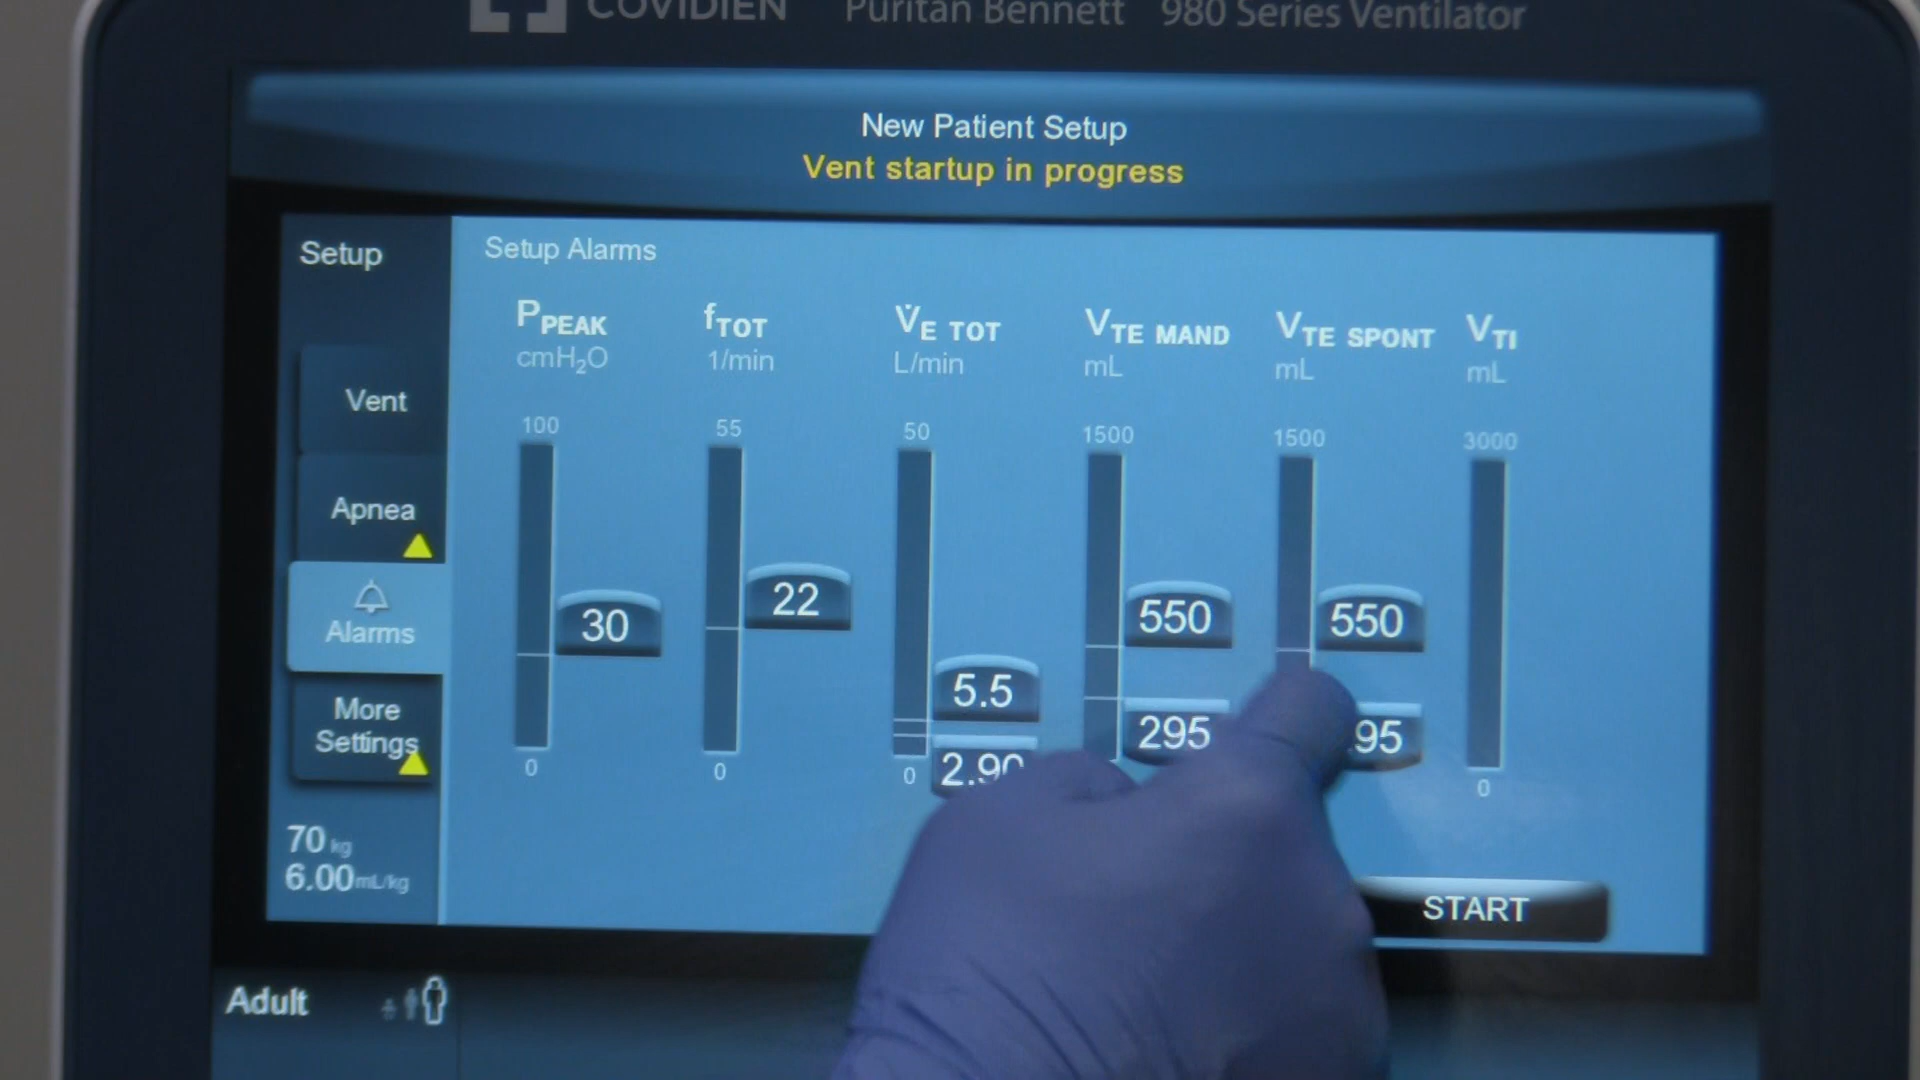 COVIDIEN Puritan Bennett 980 Series Ventilator
New Patient Setup
Vent startup in progress
Setup
Setup Alarms
PPEAK fTOT V̇E TOT VTE MAND VTE SPONT VTI
cmH₂O 1/min L/min mL mL mL
100 55 50 1500 1500 3000
Vent
Apnea
Alarms
More
Settings
30 22 5.5 550 550
2.90 295 95
0 0 0 0
70 kg
6.00 mL/kg
START
Adult